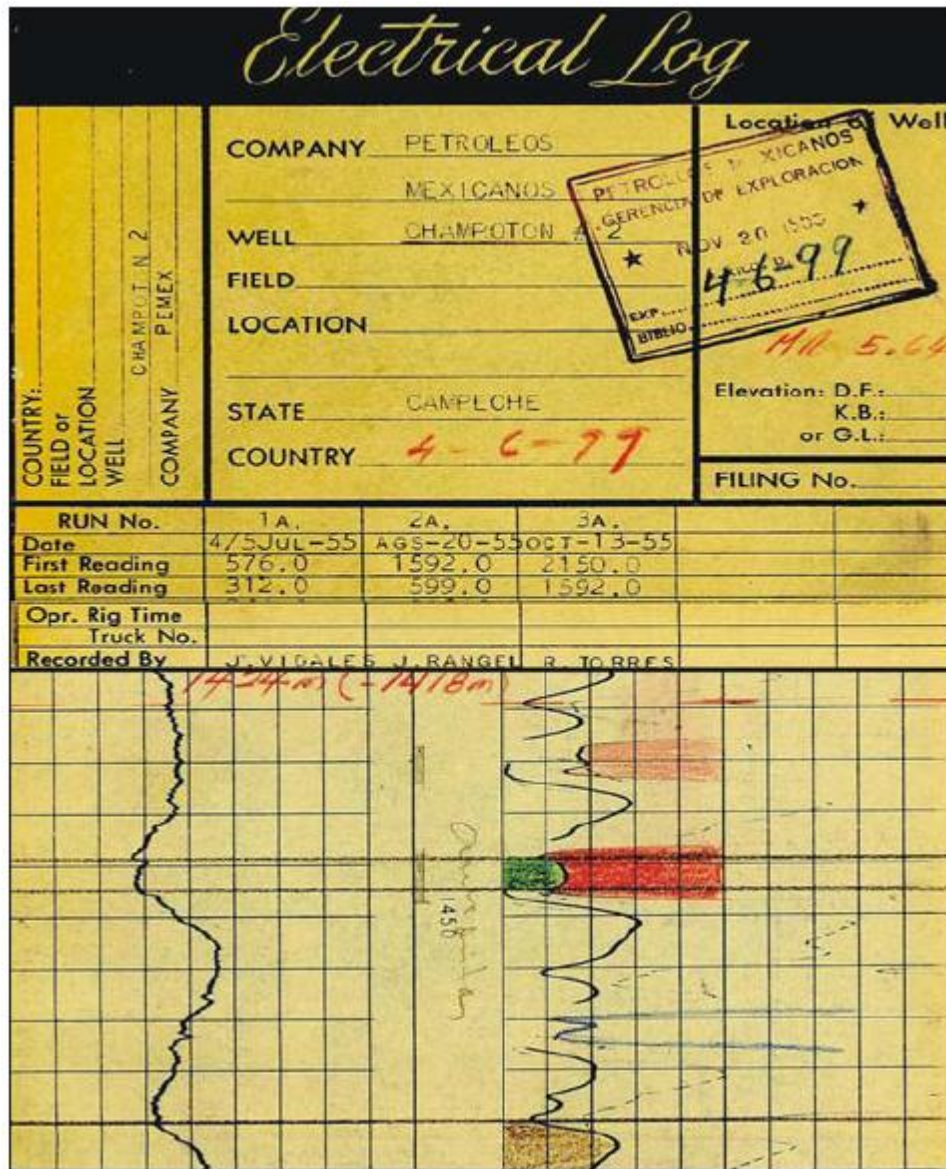 Electrical Log
COUNTRY:
FIELD or
LOCATION
WELL CHAMPOT N 2
COMPANY PEMEX
COMPANY PETROLEOS
MEXICANOS
WELL CHAMPOTON # 2
FIELD
LOCATION
STATE CAMPECHE
COUNTRY 4-6-99
Location of Well
PETROLEOS MEXICANOS
GERENCIA DE EXPLORACION
NOV 20
4-6-99
EXP.
BIBLIO.
MR 5.64
Elevation: D.F.:
K.B.:
or G.L.:
FILING No.
RUN No. 1A. 2A. 3A.
Date 4/5JUL-55 AGS-20-55 OCT-13-55
First Reading 576.0 1592.0 2150.0
Last Reading 312.0 599.0 1592.0
Opr. Rig Time
Truck No.
Recorded By J.VIDALES J.RANGEL R.TORRES
1424m (-1418m)
1450